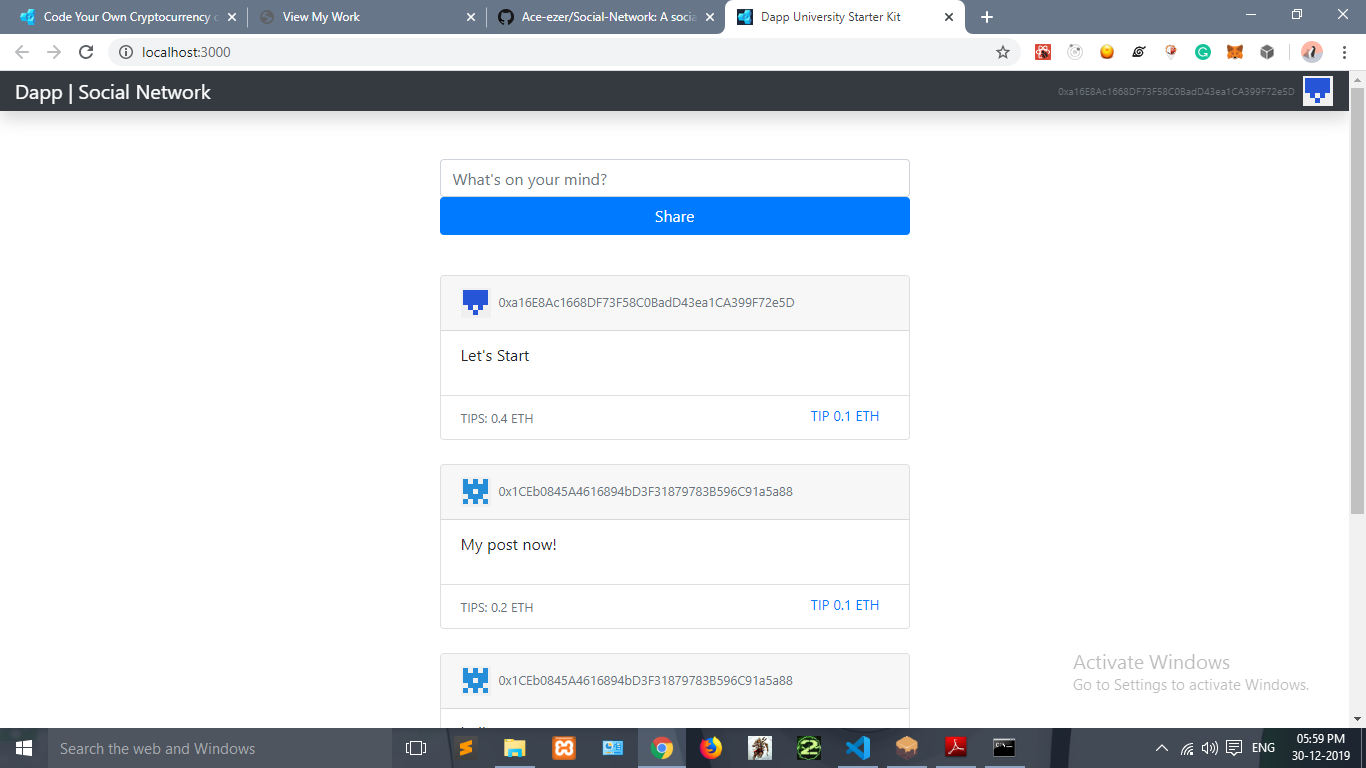 Code Your Own Cryptocurrency
View My Work
Ace-ezer/Social-Network: A socia
Dapp University Starter Kit
localhost:3000
Dapp | Social Network
0xa16E8Ac1668DF73F58C0BadD43ea1CA399F72e5D
What's on your mind?
Share
0xa16E8Ac1668DF73F58C0BadD43ea1CA399F72e5D
Let's Start
TIPS: 0.4 ETH
TIP 0.1 ETH
0x1CEb0845A4616894bD3F31879783B596C91a5a88
My post now!
TIPS: 0.2 ETH
TIP 0.1 ETH
0x1CEb0845A4616894bD3F31879783B596C91a5a88
Activate Windows
Go to Settings to activate Windows.
Search the web and Windows
ENG
05:59 PM
30-12-2019